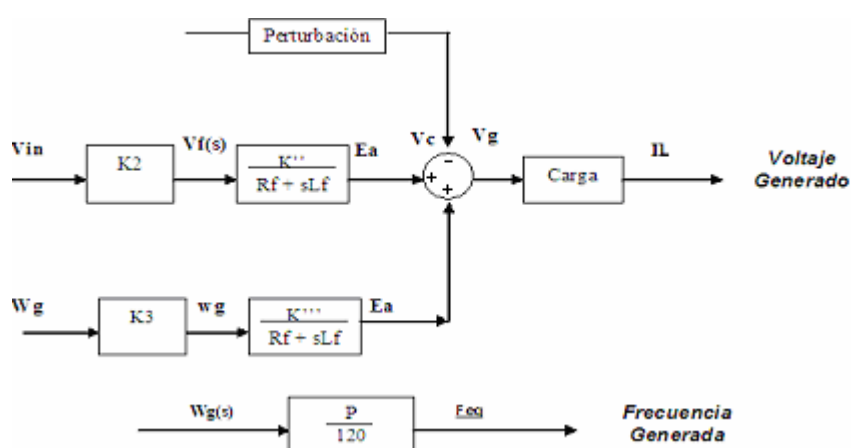 Perturbación
Vin
K2
Vf(s)
K''
Rf + sLf
Ea
Vc
Vg
-
+
+
Carga
IL
Voltaje
Generado
Wg
K3
wg
K'''
Rf + sLf
Ea
Wg(s)
P
120
Feq
Frecuencia
Generada